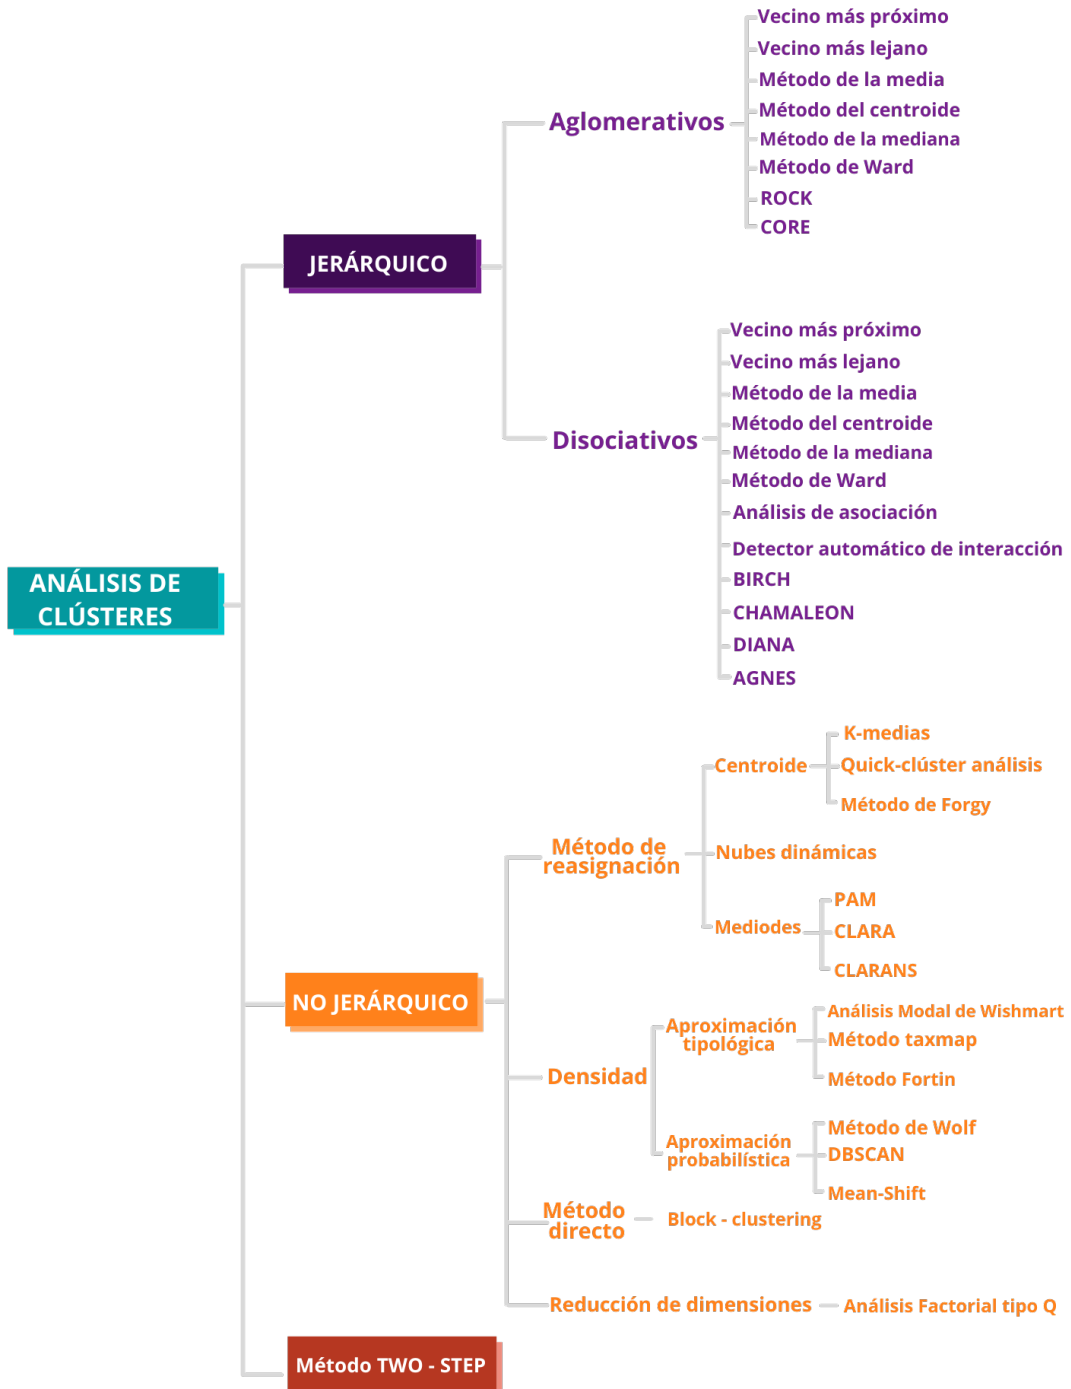 Vecino más próximo
Vecino más lejano
Método de la media
Aglomerativos
Método del centroide
Método de la mediana
Método de Ward
ROCK
CORE
JERÁRQUICO
Vecino más próximo
Vecino más lejano
Método de la media
Método del centroide
Disociativos
Método de la mediana
Método de Ward
Análisis de asociación
Detector automático de interacción
BIRCH
CHAMALEON
DIANA
AGNES
ANÁLISIS DE
CLÚSTERES
K-medias
Centroide
Quick-clúster análisis
Método de Forgy
Método de
reasignación
Nubes dinámicas
PAM
Mediodes
CLARA
CLARANS
NO JERÁRQUICO
Análisis Modal de Wishmart
Aproximación
tipológica
Método taxmap
Método Fortin
Densidad
Método de Wolf
Aproximación
probabilística
DBSCAN
Mean-Shift
Método
directo
Block - clustering
Reducción de dimensiones
Análisis Factorial tipo Q
Método TWO - STEP